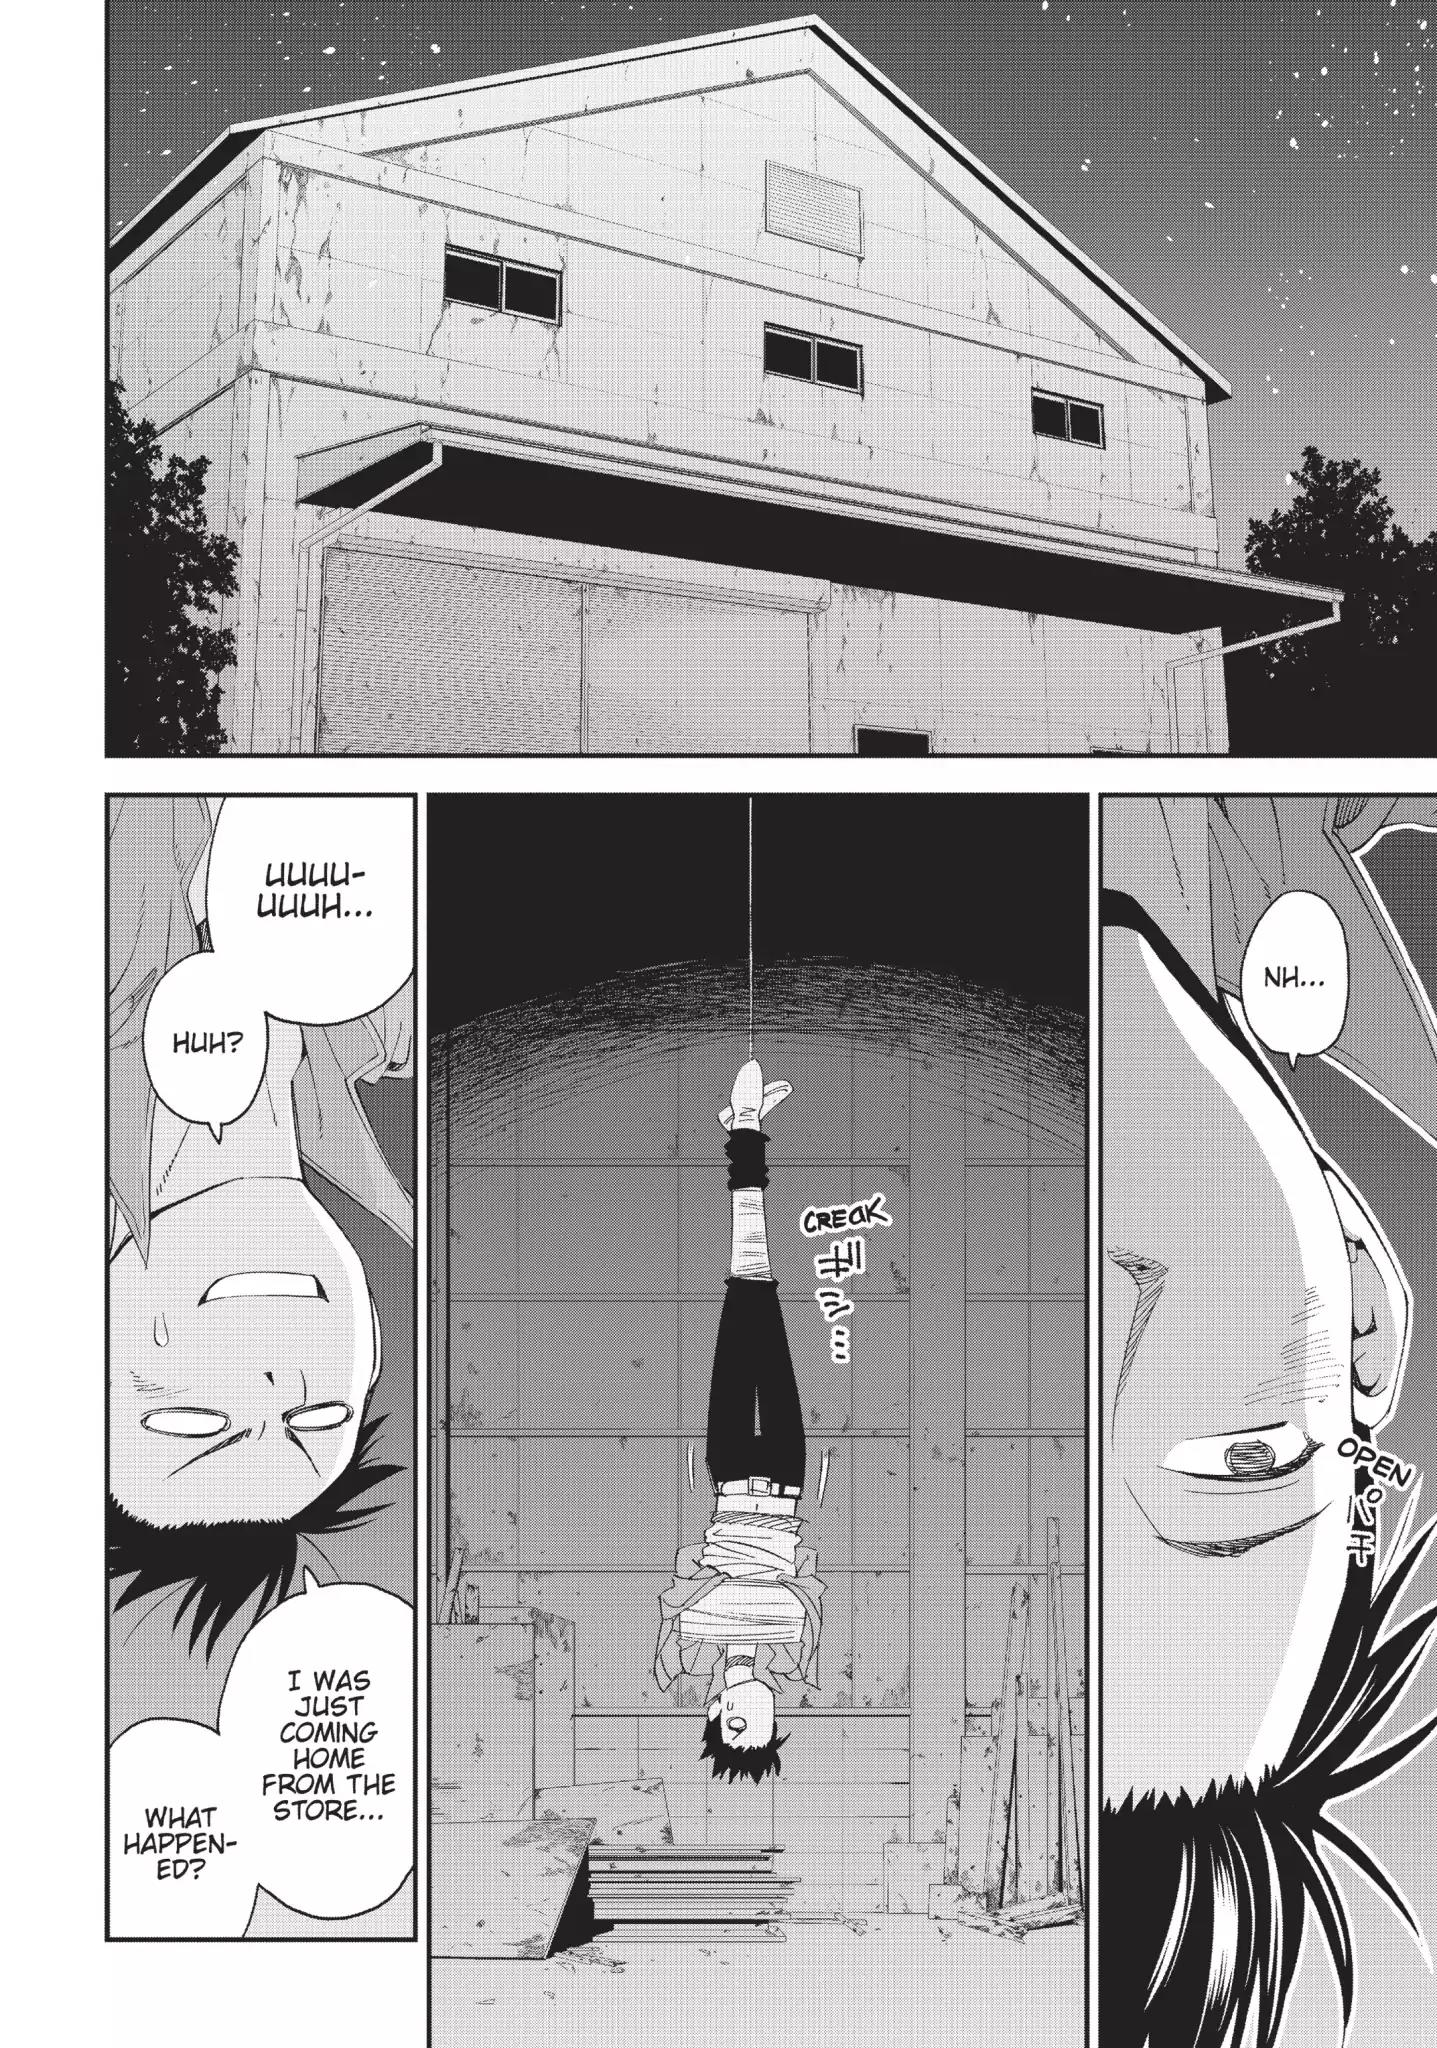 NH...
OPEN
パチ
CREAK
ギシ...
UUUU-
UUUH...
HUH?
I WAS
JUST
COMING
HOME
FROM THE
STORE...
WHAT
HAPPEN-
ED?